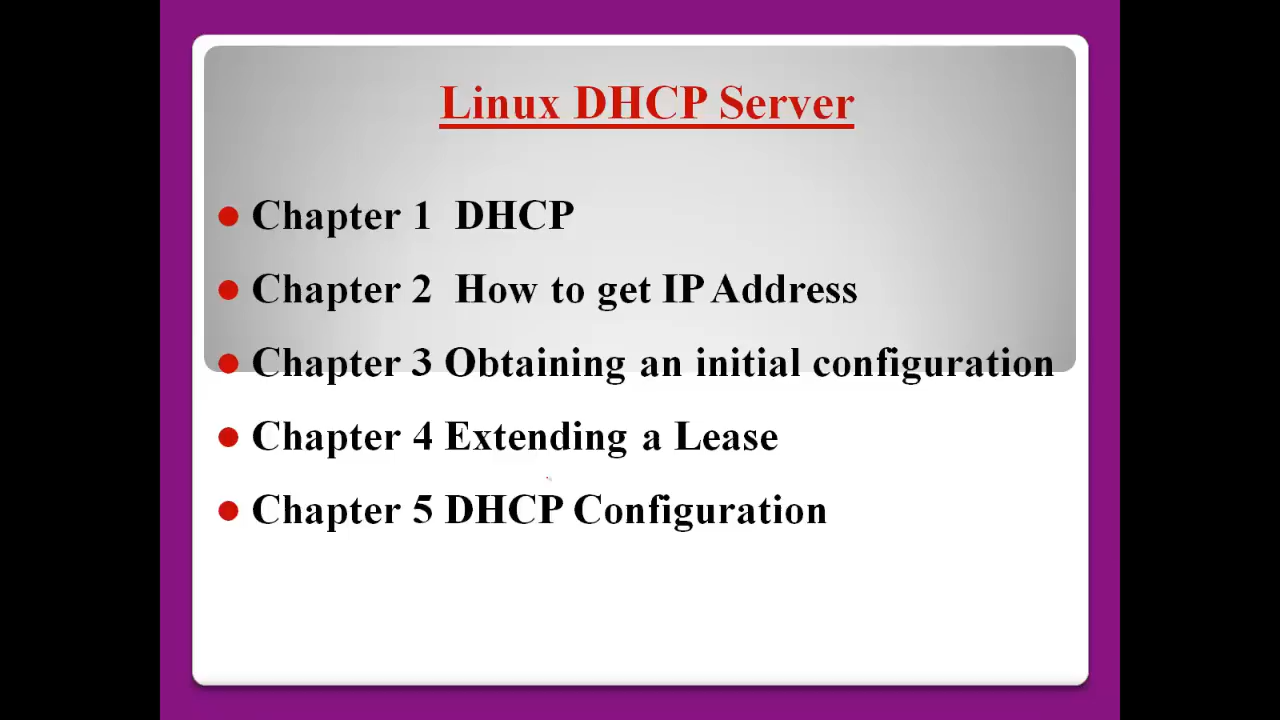 Linux DHCP Server
Chapter 1 DHCP
Chapter 2 How to get IP Address
Chapter 3 Obtaining an initial configuration
Chapter 4 Extending a Lease
Chapter 5 DHCP Configuration